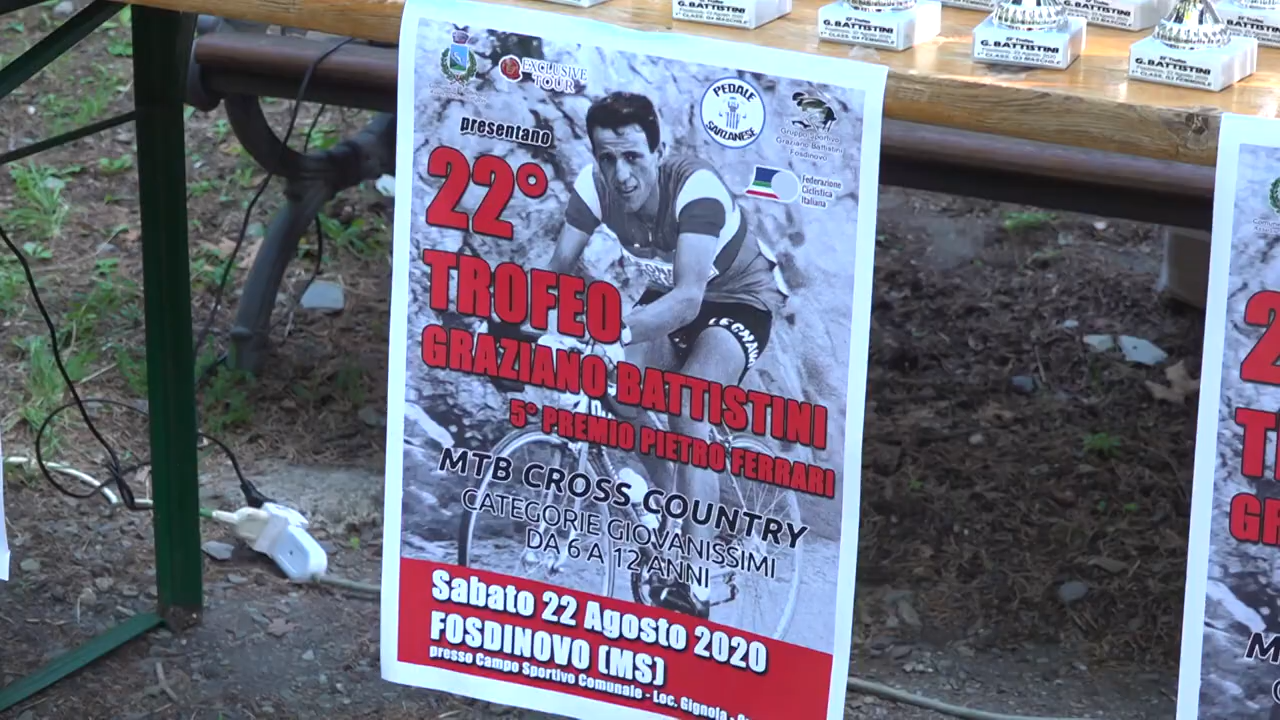 G. BATTISTINI
G. BATTISTINI
G. BATTISTINI
G. BATTISTINI
EXCLUSIVE
TOUR
presentano
PEDALE
SARZANESE
Gruppo Sportivo
Graziano Battistini
Fosdinovo
Federazione
Ciclistica
Italiana
22°
TROFEO
GRAZIANO BATTISTINI
5° PREMIO PIETRO FERRARI
MTB CROSS COUNTRY
CATEGORIE GIOVANISSIMI
DA 6 A 12 ANNI
Sabato 22 Agosto 2020
FOSDINOVO (MS)
presso Campo Sportivo Comunale - Loc. Gignola